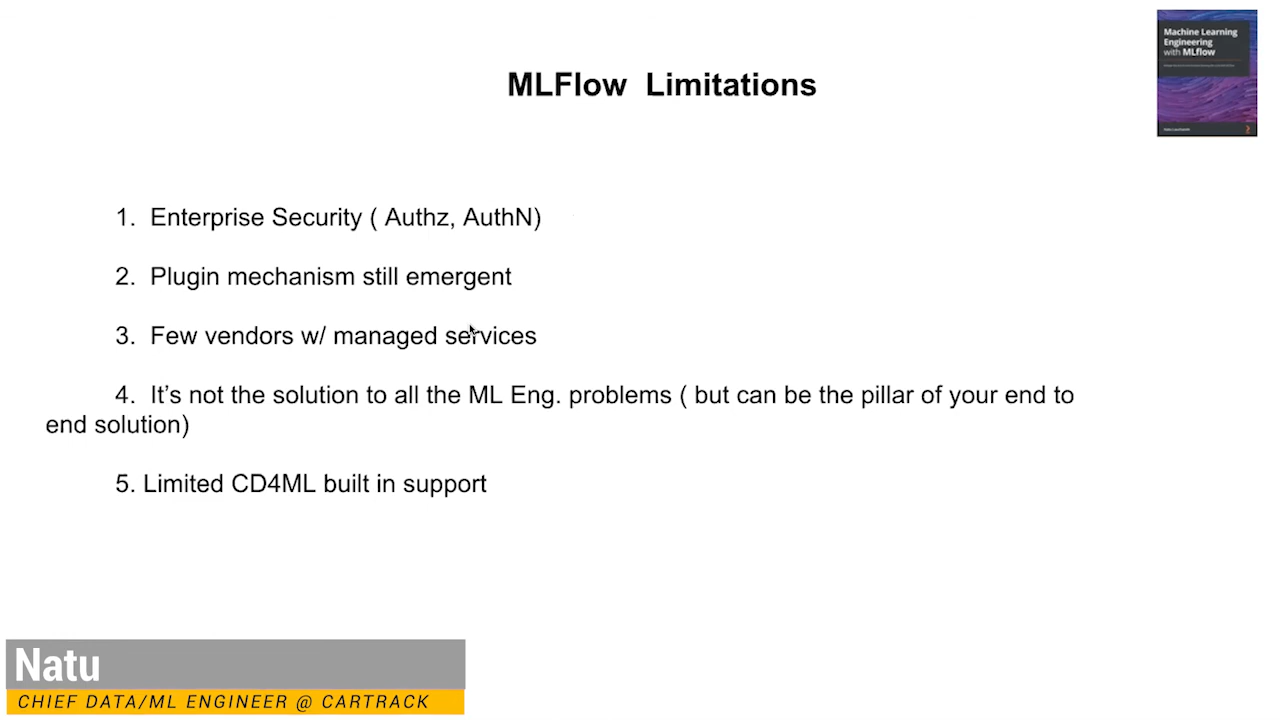 Machine Learning
Engineering
with MLflow
MLFlow Limitations
1. Enterprise Security ( Authz, AuthN)
2. Plugin mechanism still emergent
3. Few vendors w/ managed services
4. It's not the solution to all the ML Eng. problems ( but can be the pillar of your end to
end solution)
5. Limited CD4ML built in support
Natu
CHIEF DATA/ML ENGINEER @ CARTRACK